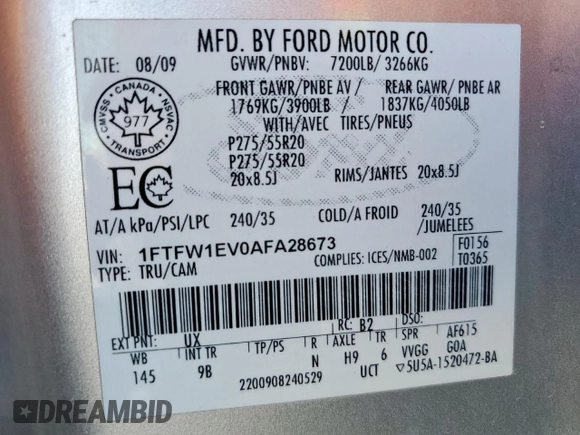 MFD. BY FORD MOTOR CO.
DATE: 08/09 GVWR/PNBV: 7200LB/ 3266KG
FRONT GAWR/ PNBE AV / REAR GAWR/ PNBE AR
1769KG/3900LB 1837KG/4050LB
WITH/AVEC TIRES/PNEUS
P275/55R20
P275/55R20
20x8.5J RIMS/JANTES 20x8.5J
CMVSS CANADA NSVAC
977
TRANSPORT
EC
AT/A kPa/PSI/LPC 240/35 COLD/A FROID 240/35
/JUMELEES
VIN: 1FTFW1EV0AFA28673 COMPLIES: ICES/NMB-002 F0156
TYPE: TRU/CAM T0365
EXT PNT: UX RC: B2 DSO:
WB INT TR TP/PS R AXLE TR SPR AF615
145 9B N H9 6 VVGG G0A
2200908240529 UCT 5U5A-1520472-BA
DREAMBID